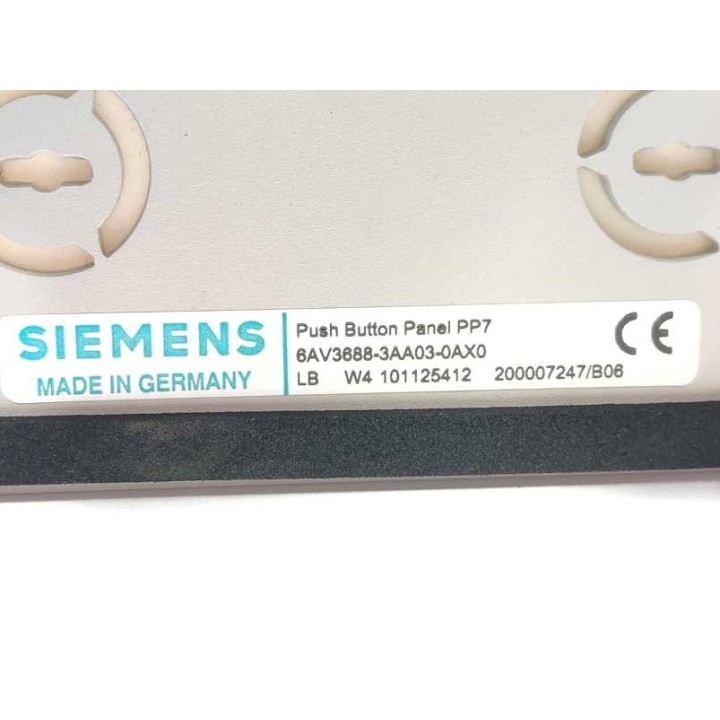 SIEMENS
MADE IN GERMANY
Push Button Panel PP7
6AV3688-3AA03-0AX0
LB W4 101125412 200007247/B06
CE